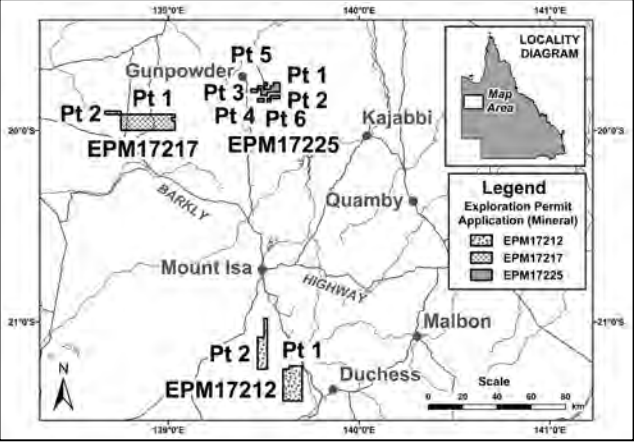 139°0'E 140°0'E 141°0'E
LOCALITY
DIAGRAM
Map
Area
Pt 5
Gunpowder
Pt 1
Pt 3
Pt 2
Pt 4
Pt 6
EPM17225
Pt 1
Pt 2
EPM17217
Kajabbi
20°0'S
20°0'S
BARKLY
Quamby
Legend
Exploration Permit
Application (Mineral)
EPM17212
EPM17217
EPM17225
Mount Isa
HIGHWAY
21°0'S
21°0'S
Malbon
Pt 2
Pt 1
EPM17212
Duchess
N
Scale
0 20 40 60 80
km
139°0'E 140°0'E 141°0'E